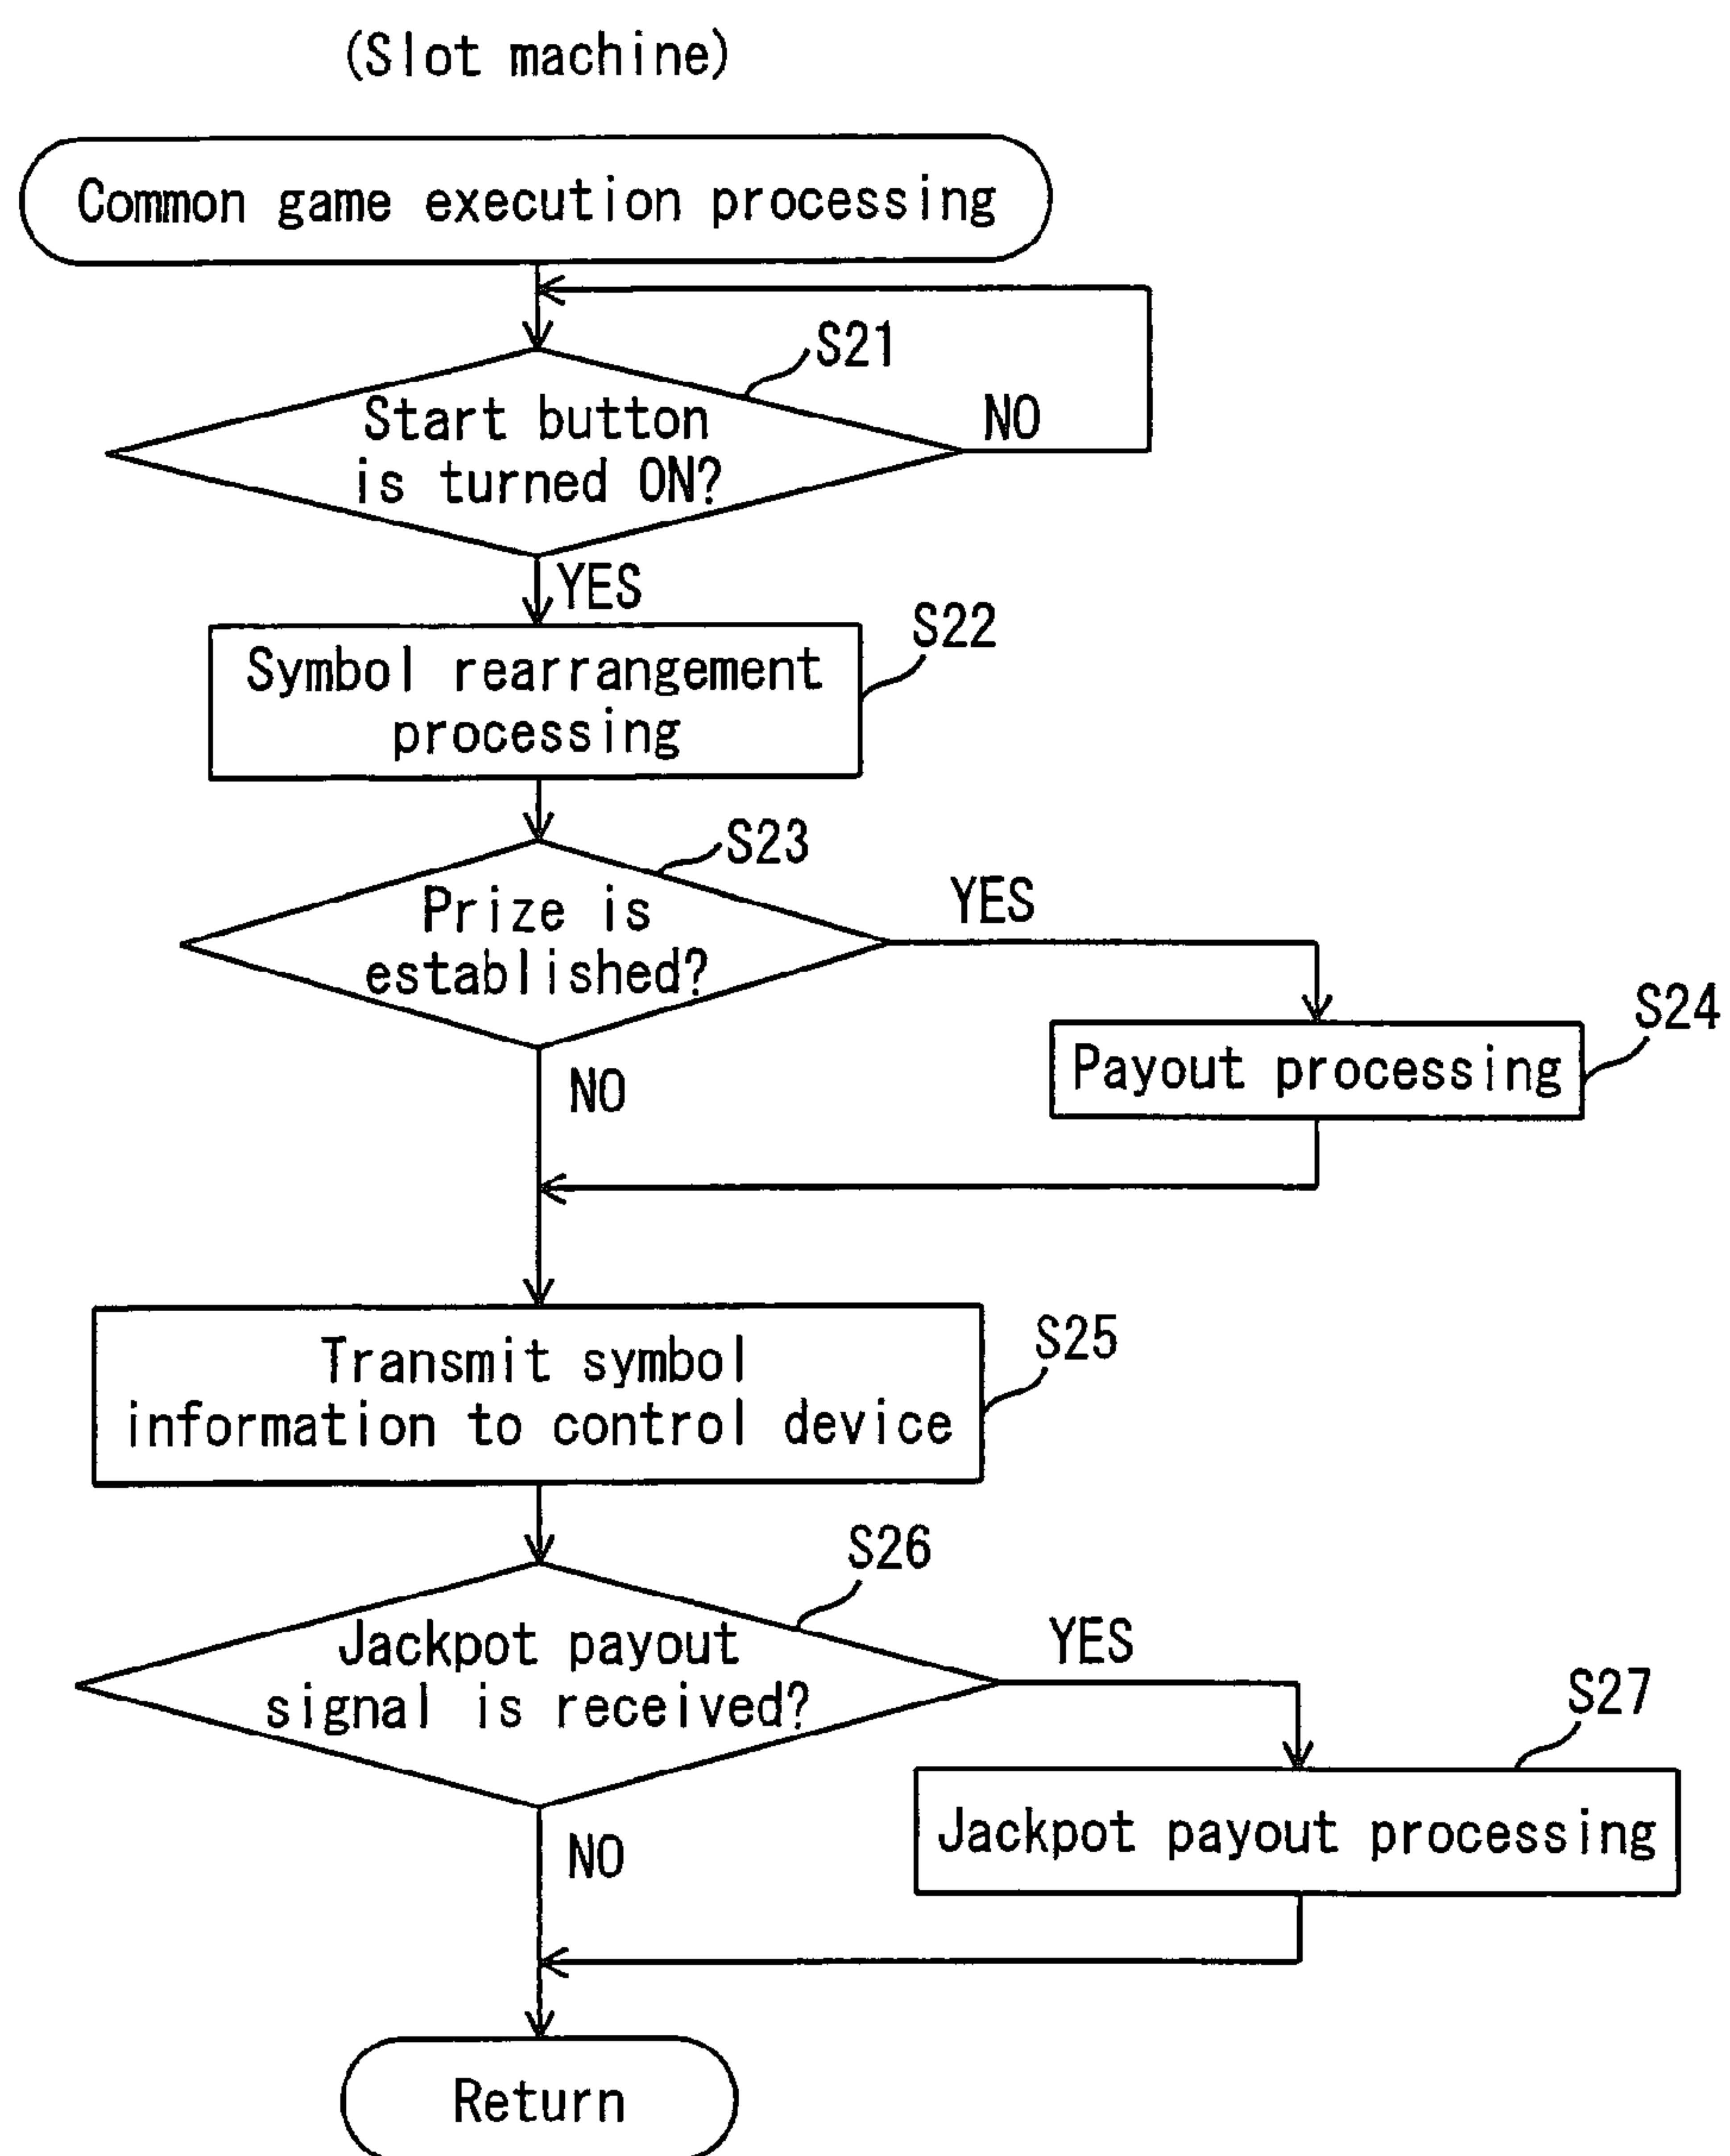 (Slot machine)
Common game execution processing
S21
Start button
is turned ON?
NO
YES
S22
Symbol rearrangement
processing
S23
Prize is
established?
YES
S24
Payout processing
NO
S25
Transmit symbol
information to control device
S26
Jackpot payout
signal is received?
YES
S27
Jackpot payout processing
NO
Return